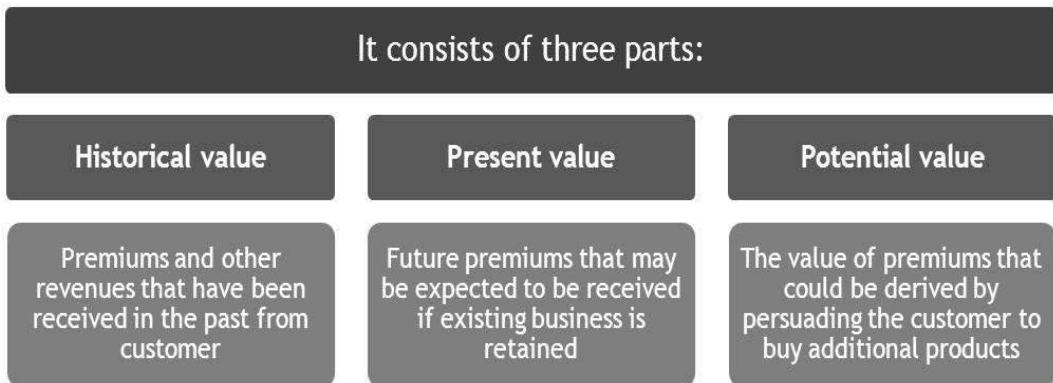 It consists of three parts:
Historical value
Present value
Potential value
Premiums and other
revenues that have been
received in the past from
customer
Future premiums that may
be expected to be received
if existing business is
retained
The value of premiums that
could be derived by
persuading the customer to
buy additional products